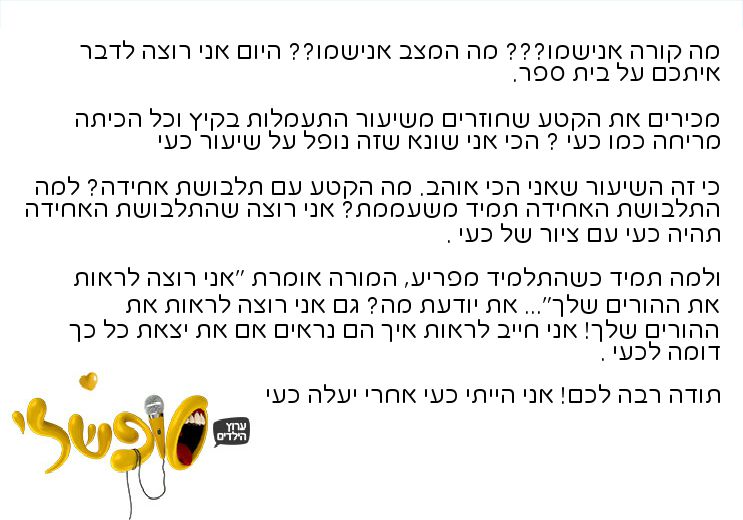 מה קורה אנישמו??? מה המצב אנישמו?? היום אני רוצה לדבר
איתכם על בית ספר.
מכירים את הקטע שחוזרים משיעור התעמלות בקיץ וכל הכיתה
מריחה כמו כעי ? הכי אני שונא שזה נופל על שיעור כעי
כי זה השיעור שאני הכי אוהב. מה הקטע עם תלבושת אחידה? למה
התלבושת האחידה תמיד משעממת? אני רוצה שהתלבושת האחידה
תהיה כעי עם ציור של כעי .
ולמה תמיד כשהתלמיד מפריע, המורה אומרת "אני רוצה לראות
את ההורים שלך"... את יודעת מה? גם אני רוצה לראות את
ההורים שלך! אני חייב לראות איך הם נראים אם את יצאת כל כך
דומה לכעי .
תודה רבה לכם! אני הייתי כעי אחרי יעלה כעי
סופשלי
ערוץ
הילדים